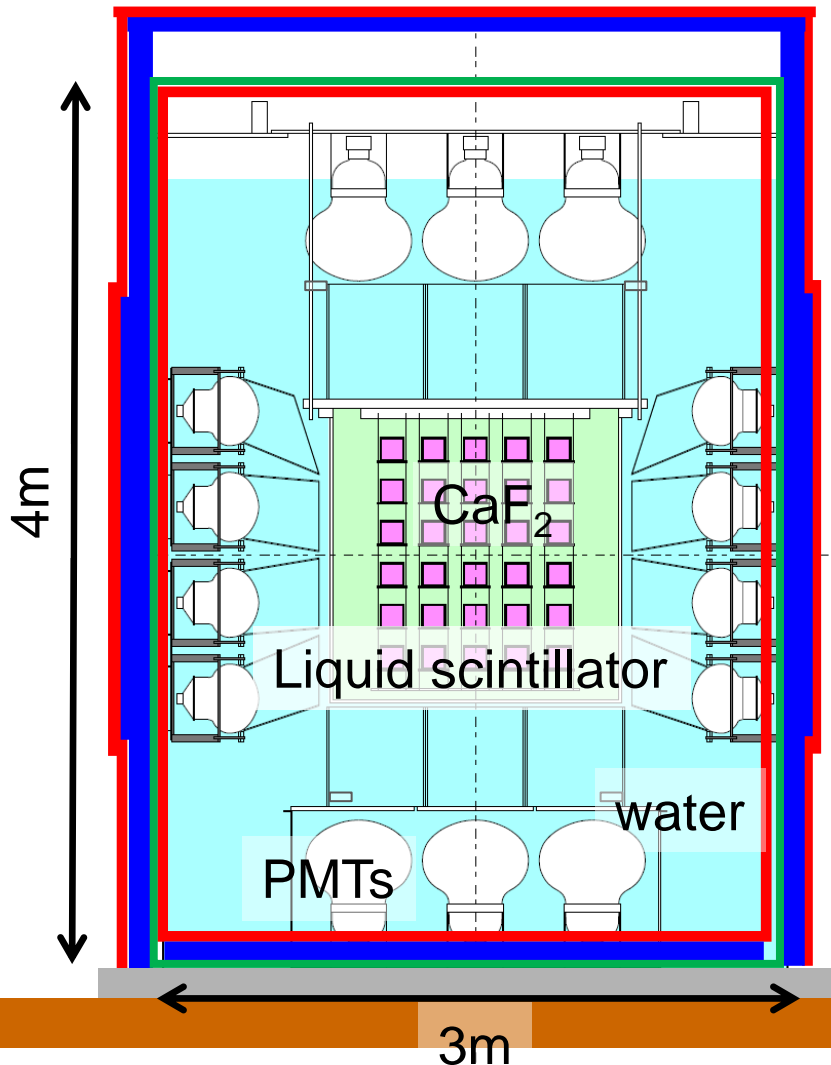 4m
CaF₂
Liquid scintillator
water
PMTs
3m